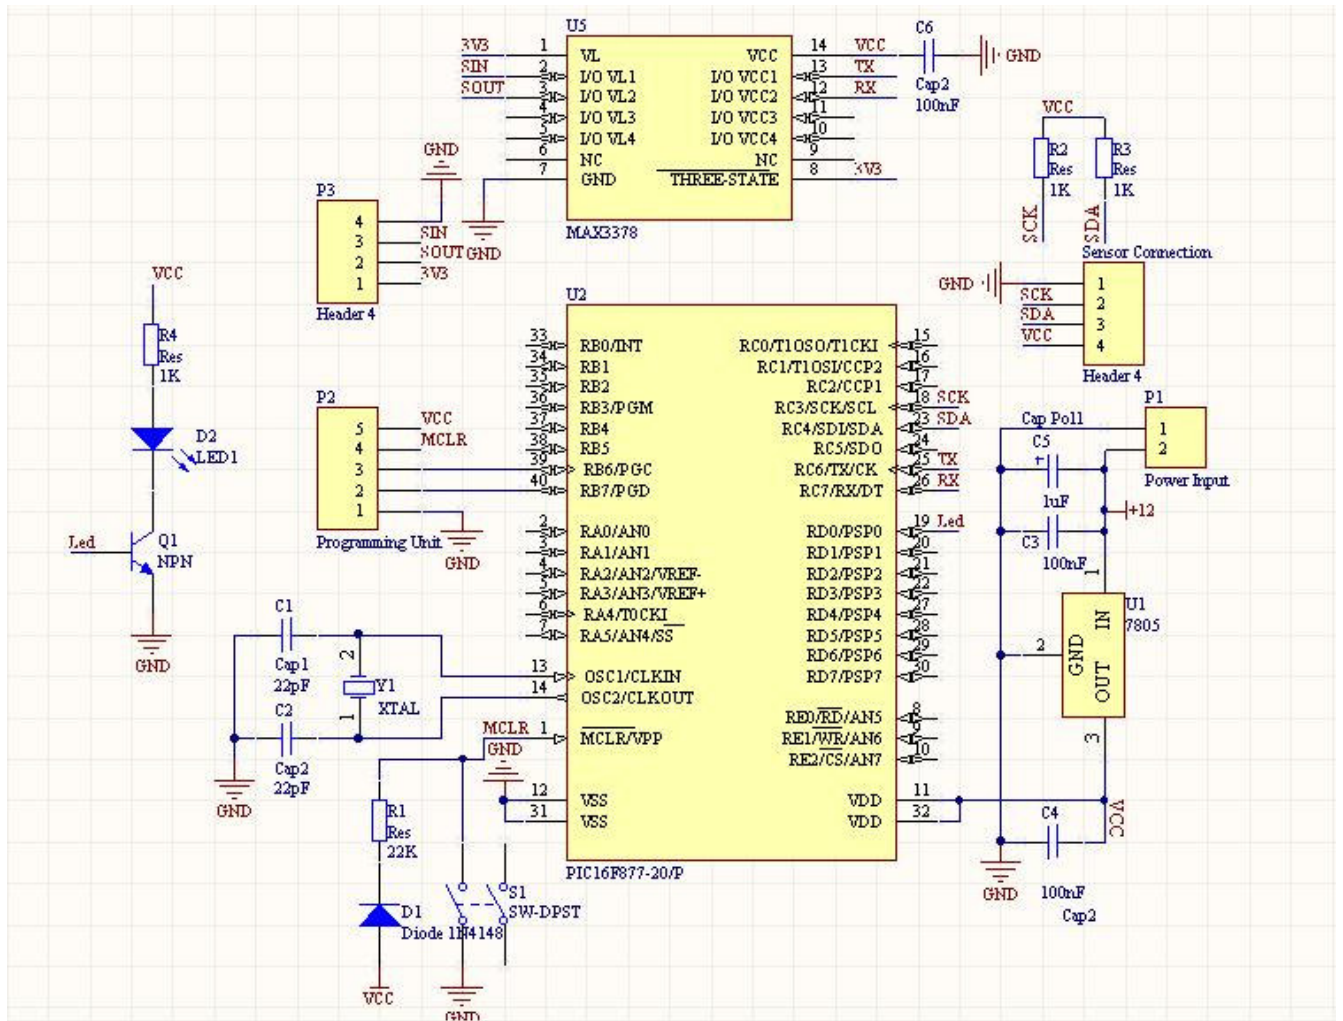 U5
3V3 1 VL VCC 14 VCC
SIN 2 I/O VL1 I/O VCC1 13 TX
SOUT 3 I/O VL2 I/O VCC2 12 RX
4 I/O VL3 I/O VCC3 11
5 I/O VL4 I/O VCC4 10
6 NC NC 9
7 GND THREE-STATE 8 3V3
MAX3378
GND
C6
GND
Cap2
100nF
VCC
R2
Res
1K
R3
Res
1K
SCK
SDA
GND
P3
4
3 SIN
2 SOUT
1 3V3
Header 4
Sensor Connection
GND 1
SCK 2
SDA 3
VCC 4
Header 4
VCC
R4
Res
1K
D2
LED1
Led
Q1
NPN
GND
P2
5 VCC
4 MCLR
3
2
1
Programming Unit
GND
U2
33 RB0/INT RC0/T1OSO/T1CKI 15
34 RB1 RC1/T1OSI/CCP2 16
35 RB2 RC2/CCP1 17
36 RB3/PGM RC3/SCK/SCL 18 SCK
37 RB4 RC4/SDI/SDA 23 SDA
38 RB5 RC5/SDO 24
39 RB6/PGC RC6/TX/CK 25 TX
40 RB7/PGD RC7/RX/DT 26 RX
2 RA0/AN0 RD0/PSP0 19 Led
3 RA1/AN1 RD1/PSP1 20
4 RA2/AN2/VREF- RD2/PSP2 21
5 RA3/AN3/VREF+ RD3/PSP3 22
6 RA4/T0CKI RD4/PSP4 27
7 RA5/AN4/SS RD5/PSP5 28
RD6/PSP6 29
13 OSC1/CLKIN RD7/PSP7 30
14 OSC2/CLKOUT
RE0/RD/AN5 8
MCLR 1 MCLR/VPP RE1/WR/AN6 9
RE2/CS/AN7 10
GND
12 VSS VDD 11
31 VSS VDD 32
PIC16F877-20/P
P1
1
2
Power Input
Cap Pol1
C5
+
1uF
+12
C3
100nF
1
U1
7805
2
GND
IN
OUT
3
VCC
C4
GND
100nF
Cap2
C1
Cap1
22pF
2
Y1
XTAL
1
C2
Cap2
22pF
GND
R1
Res
22K
D1
Diode 1N4148
VCC
S1
SW-DPST
GND